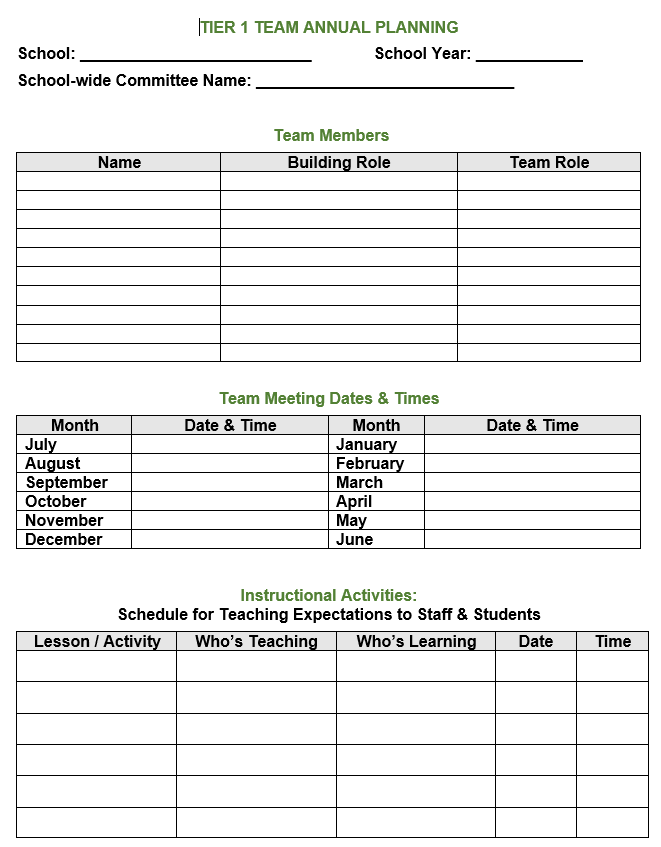 TIER 1 TEAM ANNUAL PLANNING
School: ____________________________ School Year: _____________
School-wide Committee Name: _______________________________
Team Members
Name Building Role Team Role
Team Meeting Dates & Times
Month Date & Time Month Date & Time
July January
August February
September March
October April
November May
December June
Instructional Activities:
Schedule for Teaching Expectations to Staff & Students
Lesson / Activity Who’s Teaching Who’s Learning Date Time